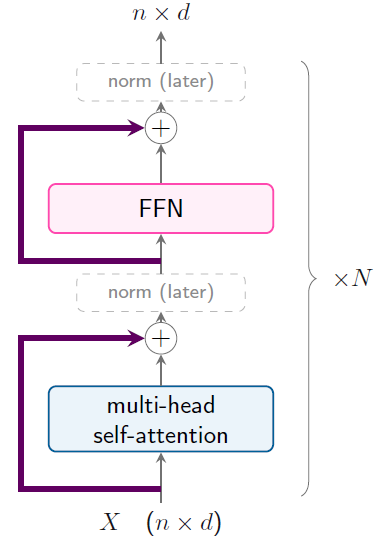 n × d
norm (later)
+
FFN
norm (later)
+
×N
multi-head
self-attention
X (n × d)